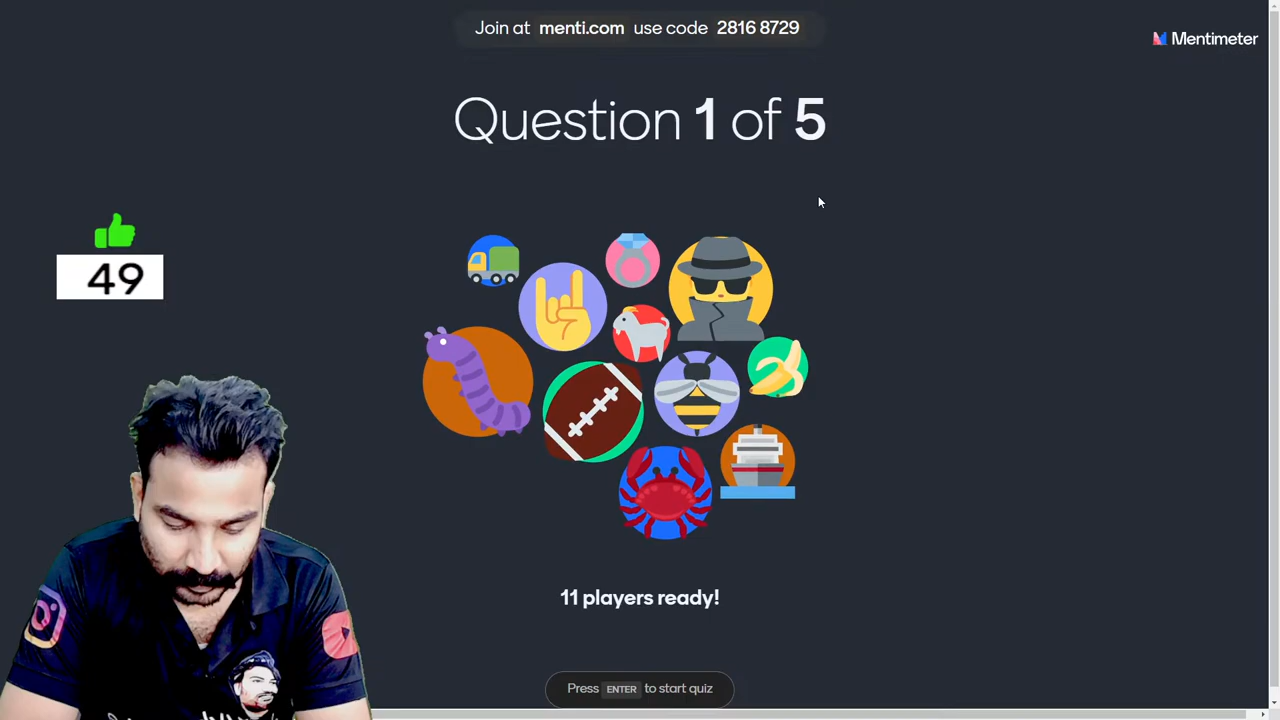 Join at menti.com use code 2816 8729
Mentimeter
Question 1 of 5
49
11 players ready!
Press ENTER to start quiz